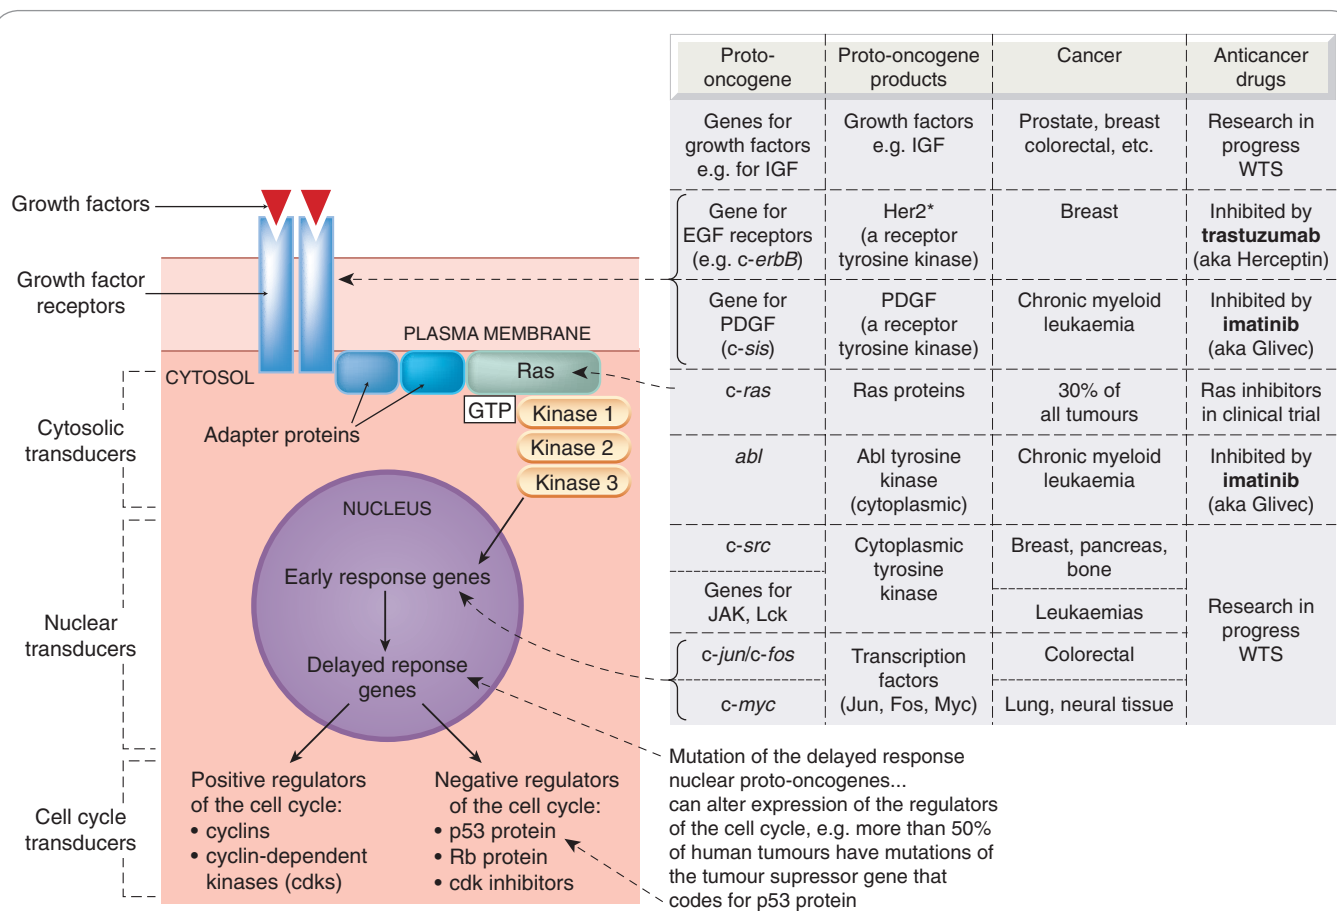 Growth factors
Growth factor
receptors
PLASMA MEMBRANE
CYTOSOL
Ras
GTP
Kinase 1
Kinase 2
Kinase 3
Adapter proteins
Cytosolic
transducers
NUCLEUS
Early response genes
Delayed reponse
genes
Nuclear
transducers
Cell cycle
transducers
Positive regulators
of the cell cycle:
• cyclins
• cyclin-dependent
kinases (cdks)
Negative regulators
of the cell cycle:
• p53 protein
• Rb protein
• cdk inhibitors
Proto-
oncogene
Proto-oncogene
products
Cancer
Anticancer
drugs
Genes for
growth factors
e.g. for IGF
Growth factors
e.g. IGF
Prostate, breast
colorectal, etc.
Research in
progress
WTS
Gene for
EGF receptors
(e.g. c-erbB)
Her2*
(a receptor
tyrosine kinase)
Breast
Inhibited by
trastuzumab
(aka Herceptin)
Gene for
PDGF
(c-sis)
PDGF
(a receptor
tyrosine kinase)
Chronic myeloid
leukaemia
Inhibited by
imatinib
(aka Glivec)
c-ras
Ras proteins
30% of
all tumours
Ras inhibitors
in clinical trial
abl
Abl tyrosine
kinase
(cytoplasmic)
Chronic myeloid
leukaemia
Inhibited by
imatinib
(aka Glivec)
c-src
Cytoplasmic
tyrosine
kinase
Breast, pancreas,
bone
Genes for
JAK, Lck
Leukaemias
Research in
progress
WTS
c-jun/c-fos
Transcription
factors
(Jun, Fos, Myc)
Colorectal
c-myc
Lung, neural tissue
Mutation of the delayed response
nuclear proto-oncogenes...
can alter expression of the regulators
of the cell cycle, e.g. more than 50%
of human tumours have mutations of
the tumour supressor gene that
codes for p53 protein